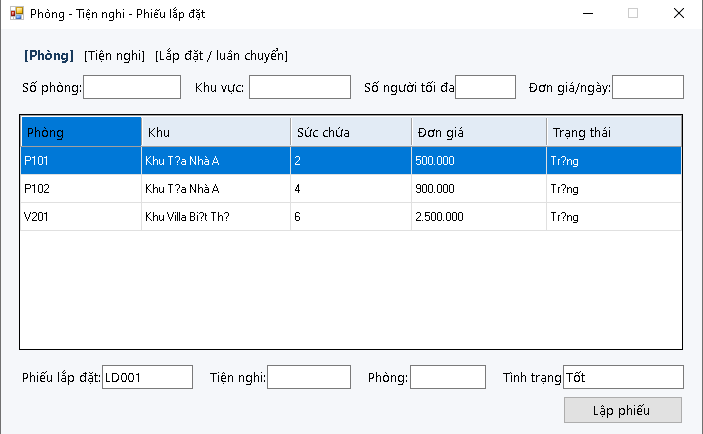 Phòng - Tiện nghi - Phiếu lắp đặt
[Phòng] [Tiện nghi] [Lắp đặt / luân chuyển]
Số phòng: Khu vực: Số người tối đa Đơn giá/ngày:
Phòng Khu Sức chứa Đơn giá Trạng thái
P101 Khu T?a Nhà A 2 500.000 Tr?ng
P102 Khu T?a Nhà A 4 900.000 Tr?ng
V201 Khu Villa Bi?t Th? 6 2.500.000 Tr?ng
Phiếu lắp đặt: LD001 Tiện nghi: Phòng: Tình trạng Tốt
Lập phiếu